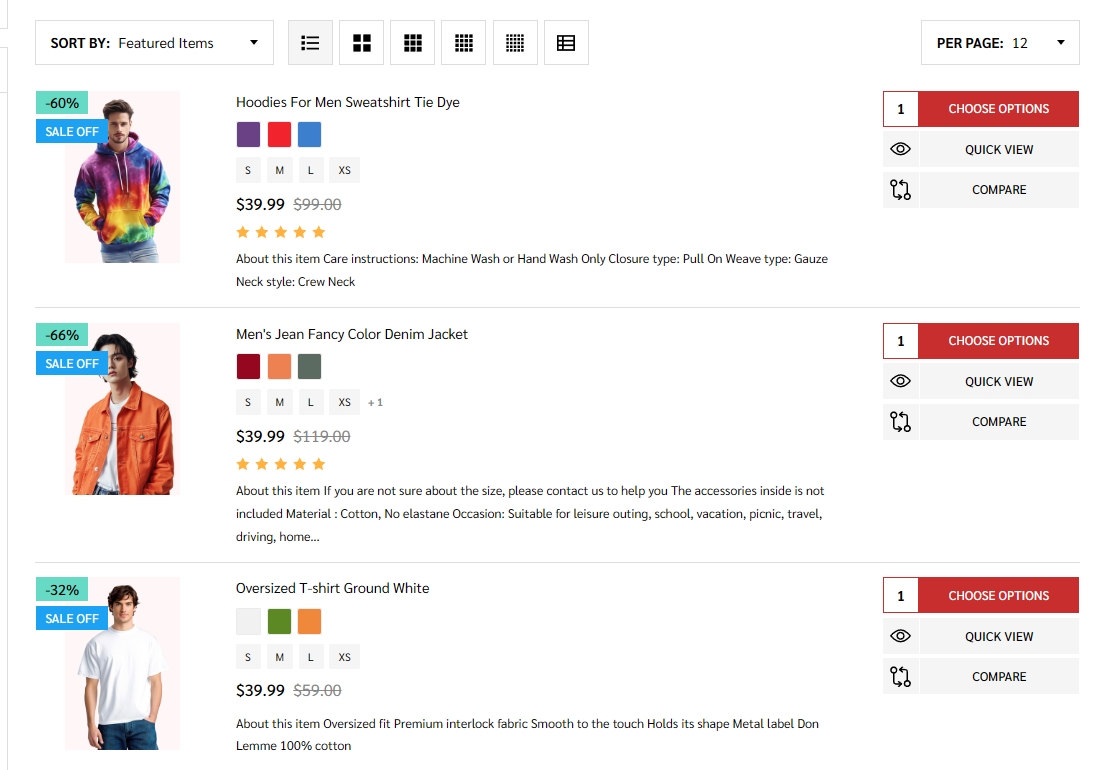 SORT BY: Featured Items
PER PAGE: 12
-60%
SALE OFF
Hoodies For Men Sweatshirt Tie Dye
S M L XS
$39.99 $99.00
About this item Care instructions: Machine Wash or Hand Wash Only Closure type: Pull On Weave type: Gauze
Neck style: Crew Neck
1 CHOOSE OPTIONS
QUICK VIEW
COMPARE
-66%
SALE OFF
Men's Jean Fancy Color Denim Jacket
S M L XS + 1
$39.99 $119.00
About this item If you are not sure about the size, please contact us to help you The accessories inside is not
included Material : Cotton, No elastane Occasion: Suitable for leisure outing, school, vacation, picnic, travel,
driving, home...
1 CHOOSE OPTIONS
QUICK VIEW
COMPARE
-32%
SALE OFF
Oversized T-shirt Ground White
S M L XS
$39.99 $59.00
About this item Oversized fit Premium interlock fabric Smooth to the touch Holds its shape Metal label Don
Lemme 100% cotton
1 CHOOSE OPTIONS
QUICK VIEW
COMPARE